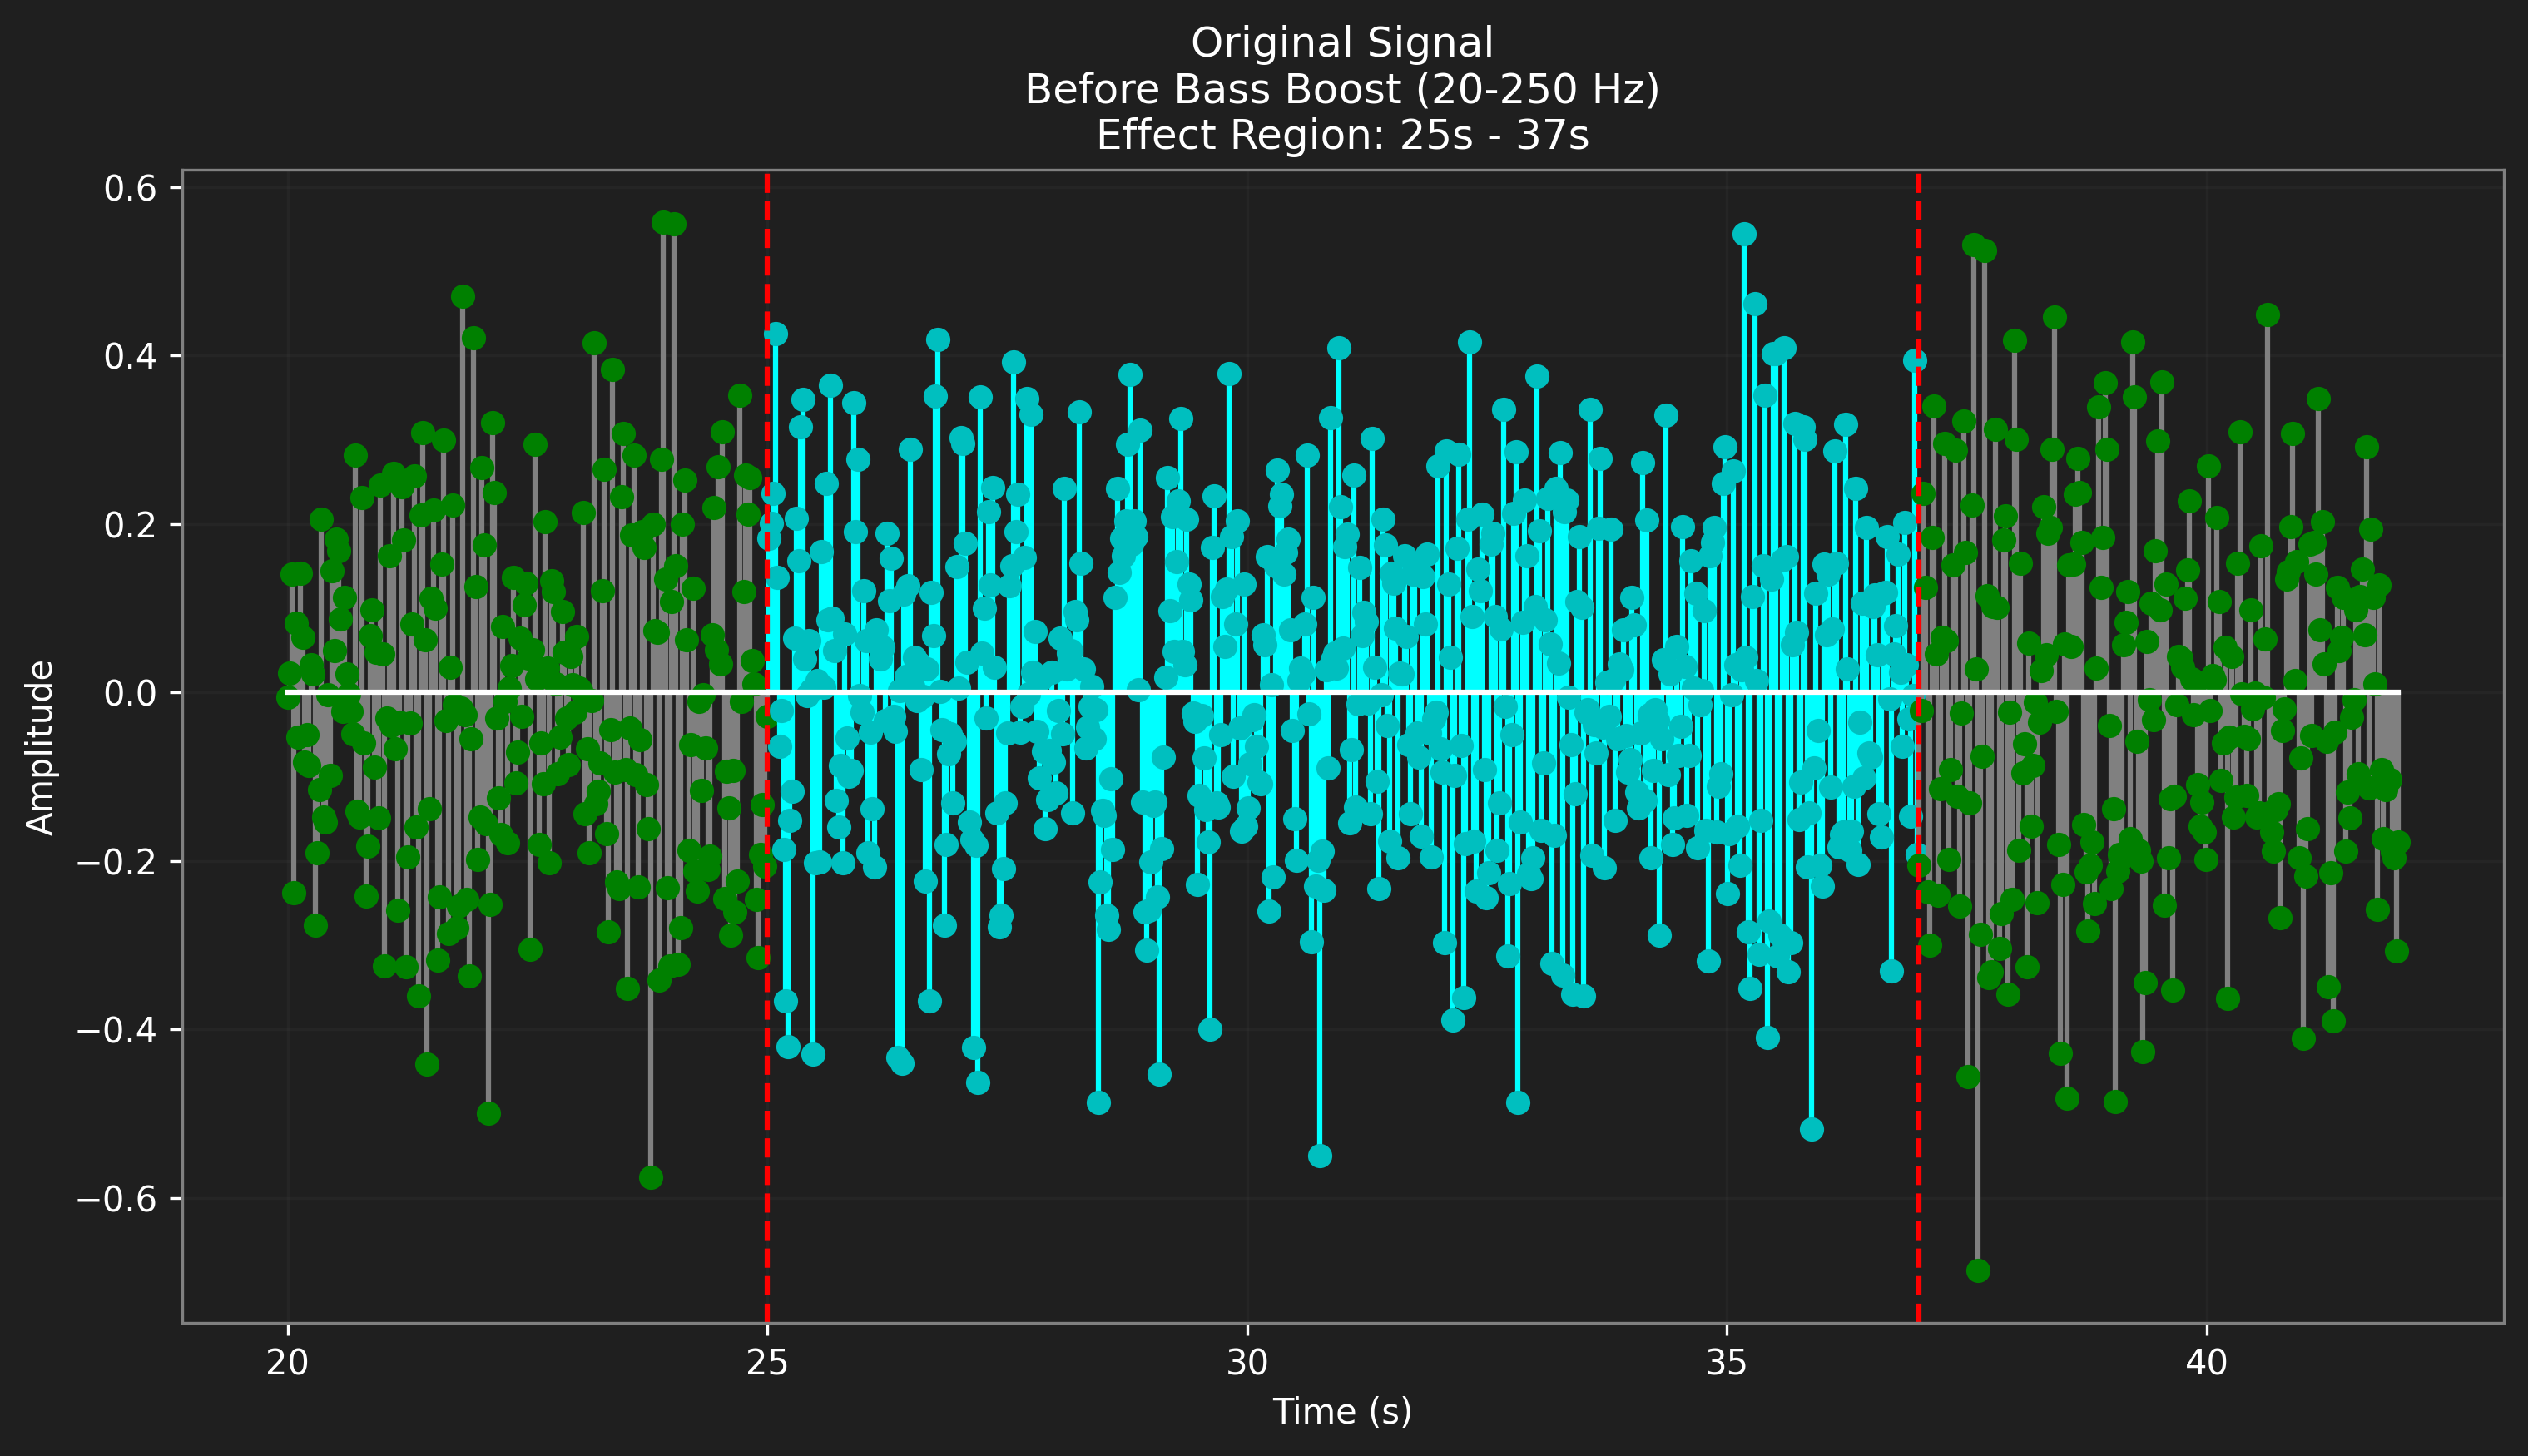 Original Signal
Before Bass Boost (20-250 Hz)
Effect Region: 25s - 37s
0.6
0.4
0.2
0.0
−0.2
−0.4
−0.6
Amplitude
20
25
30
35
40
Time (s)